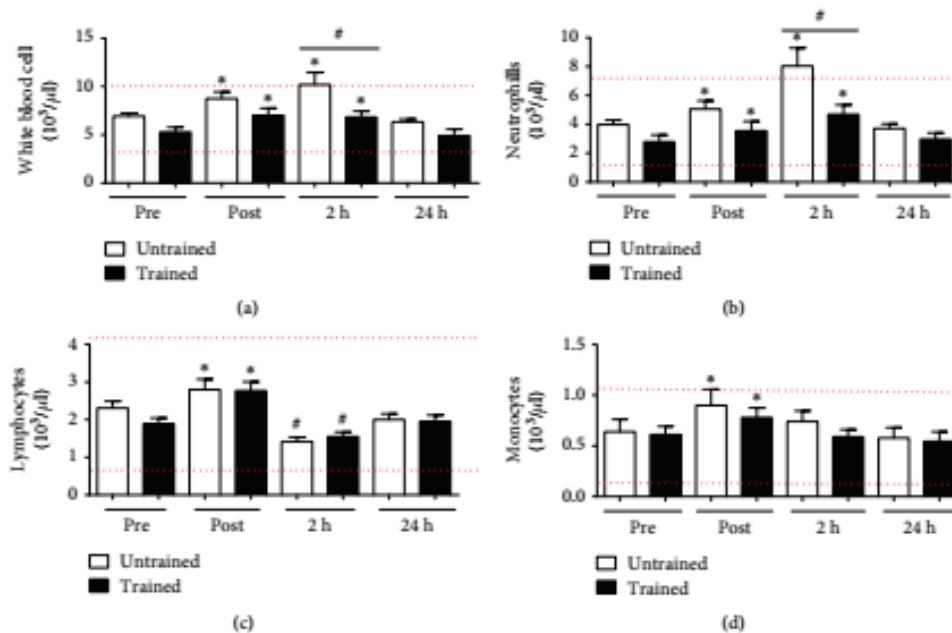 White blood cell
(10³/μl)
15
10
5
0
*
*
*
*
#
Pre
Post
2 h
24 h
Untrained
Trained
(a)
Neutrophills
(10³/μl)
10
8
6
4
2
0
*
*
*
*
#
Pre
Post
2 h
24 h
Untrained
Trained
(b)
Lymphocytes
(10³/μl)
4
3
2
1
0
*
*
#
#
Pre
Post
2 h
24 h
Untrained
Trained
(c)
Monocytes
(10³/μl)
1.5
1.0
0.5
0.0
*
*
Pre
Post
2 h
24 h
Untrained
Trained
(d)